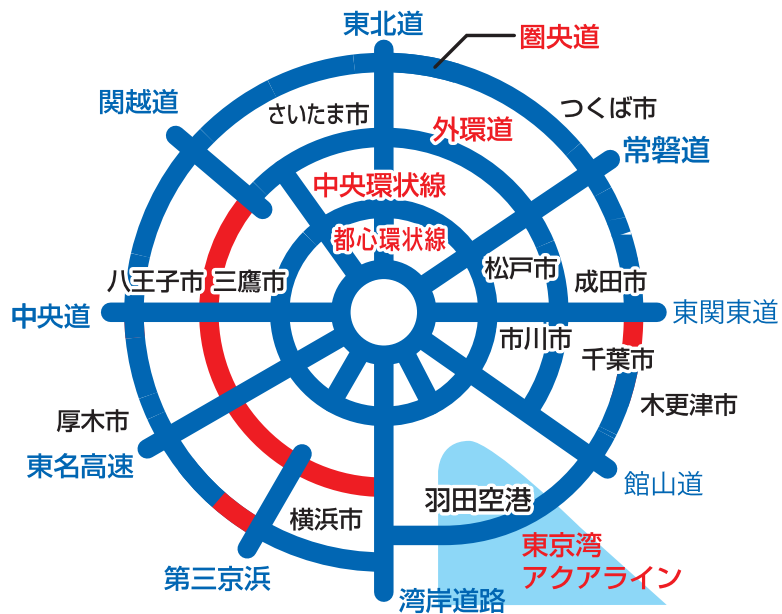 東北道
圏央道
関越道
さいたま市
つくば市
外環道
常磐道
中央環状線
都心環状線
松戸市
八王子市
三鷹市
成田市
中央道
東関東道
市川市
千葉市
木更津市
厚木市
東名高速
館山道
羽田空港
横浜市
東京湾
アクアライン
第三京浜
湾岸道路